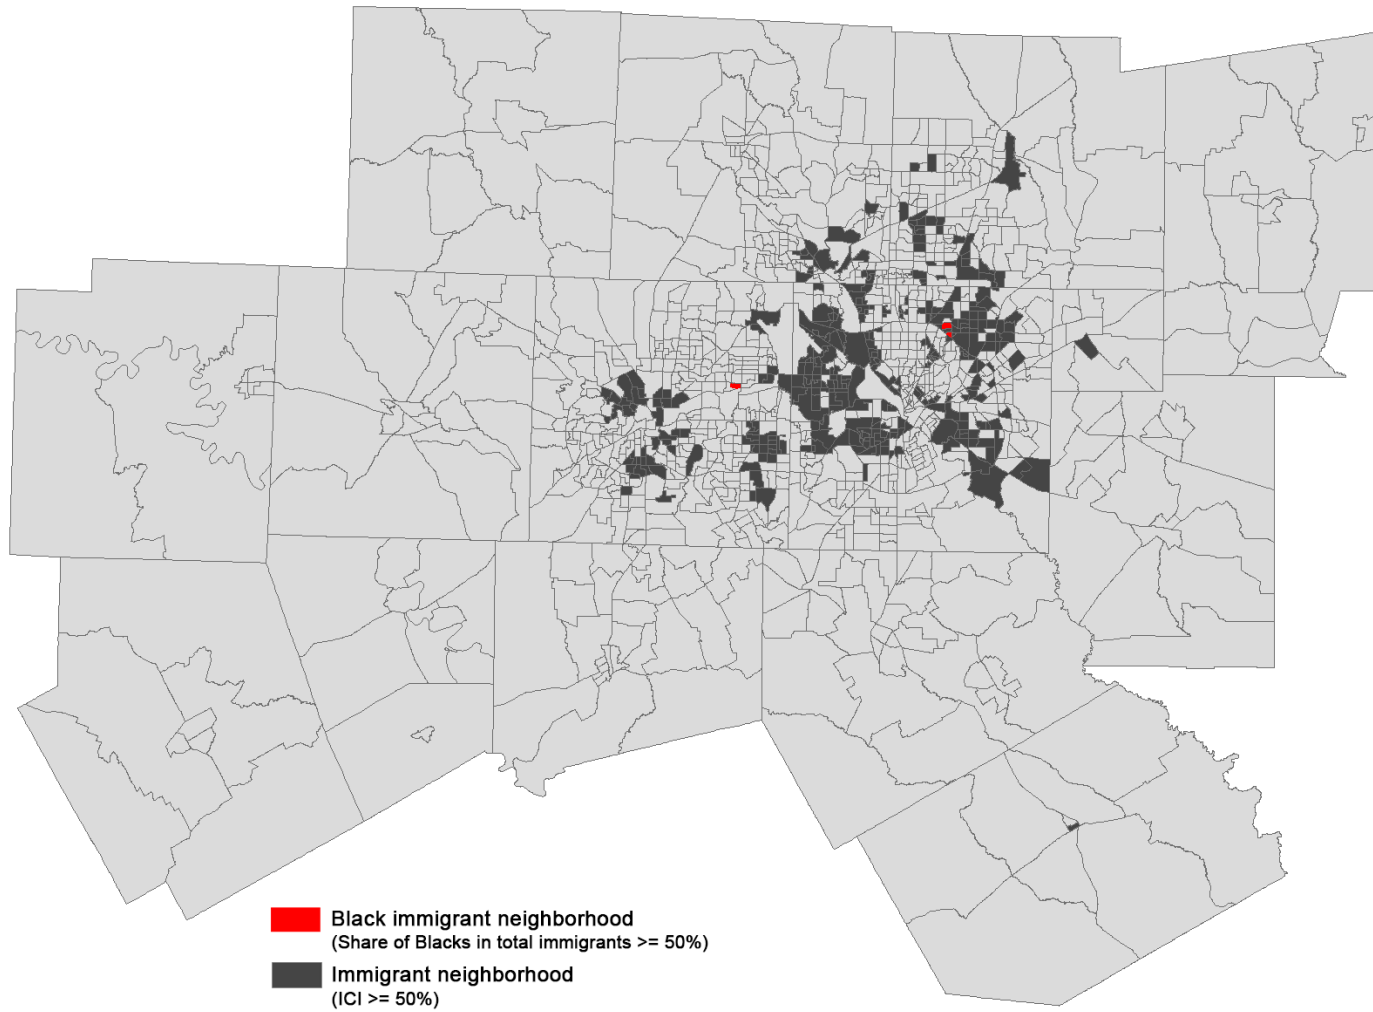 Black immigrant neighborhood
(Share of Blacks in total immigrants >= 50%)
Immigrant neighborhood
(ICI >= 50%)